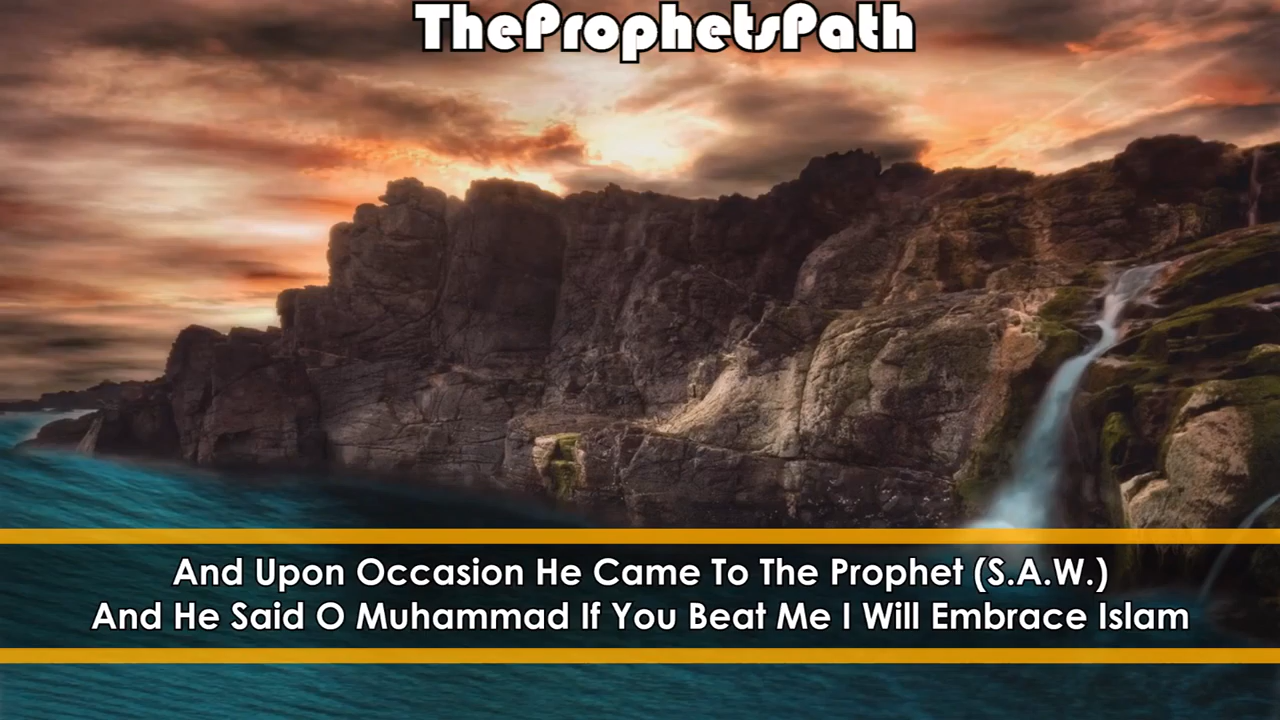 TheProphetsPath
And Upon Occasion He Came To The Prophet (S.A.W.)
And He Said O Muhammad If You Beat Me I Will Embrace Islam